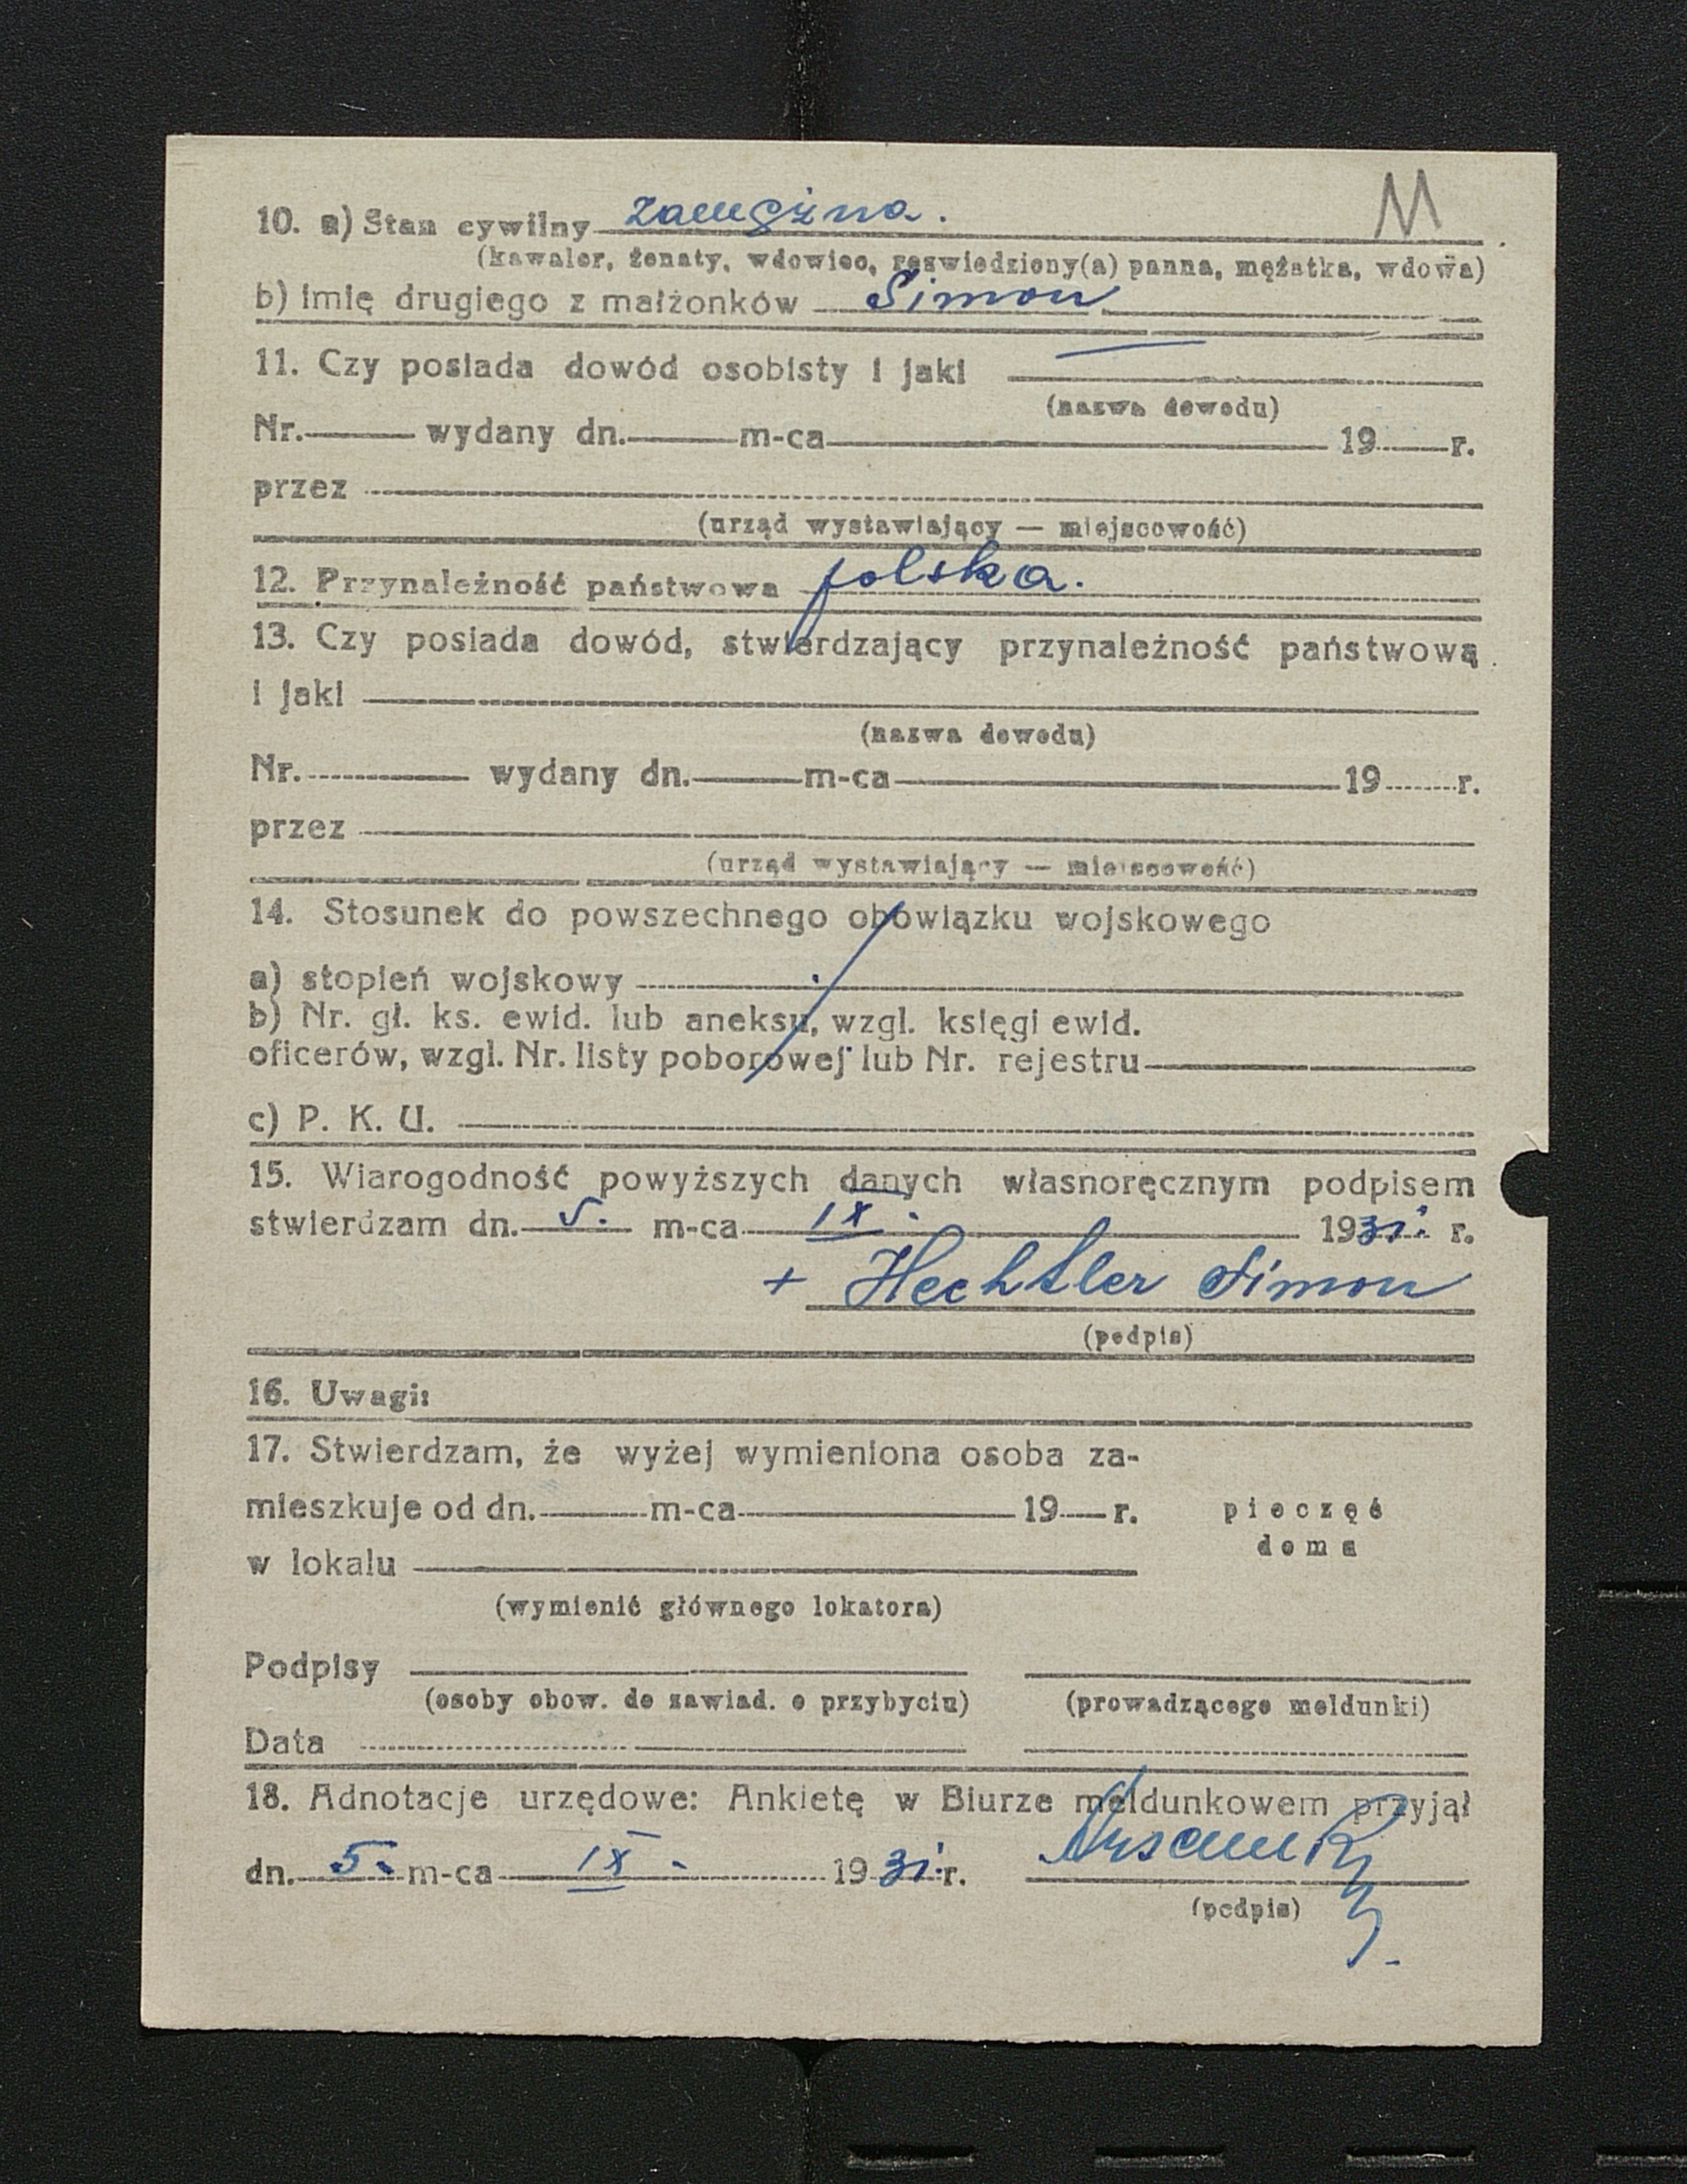 M
10. a) Stan cywilny zamężna.
(kawaler, żonaty, wdowiec, rozwiedziony(a) panna, mężatka, wdowa)
b) imię drugiego z małżonków Simon
11. Czy posiada dowód osobisty i jaki
(nazwa dowodu)
Nr. wydany dn. m-ca 19 r.
przez
(urząd wystawiający — miejscowość)
12. Przynależność państwowa polska.
13. Czy posiada dowód, stwierdzający przynależność państwową
i jaki
(nazwa dowodu)
Nr. wydany dn. m-ca 19 r.
przez
(urząd wystawiający — miejscowość)
14. Stosunek do powszechnego obowiązku wojskowego
a) stopień wojskowy
b) Nr. gł. ks. ewid. lub aneksu, wzgl. księgi ewid.
oficerów, wzgl. Nr. listy poborowej lub Nr. rejestru
c) P. K. U.
15. Wiarogodność powyższych danych własnoręcznym podpisem
stwierdzam dn. 5. m-ca IX. 1931. r.
+ Hechtler Simon
(podpis)
16. Uwagi:
17. Stwierdzam, że wyżej wymieniona osoba za-
mieszkuje od dn. m-ca 19 r. pieczęć
domu
w lokalu
(wymienić głównego lokatora)
Podpisy
(osoby obow. do zawiad. o przybyciu) (prowadzącego meldunki)
Data
18. Adnotacje urzędowe: Ankietę w Biurze meldunkowem przyjął
dn. 5. m-ca IX. 1931. r.
(podpis)